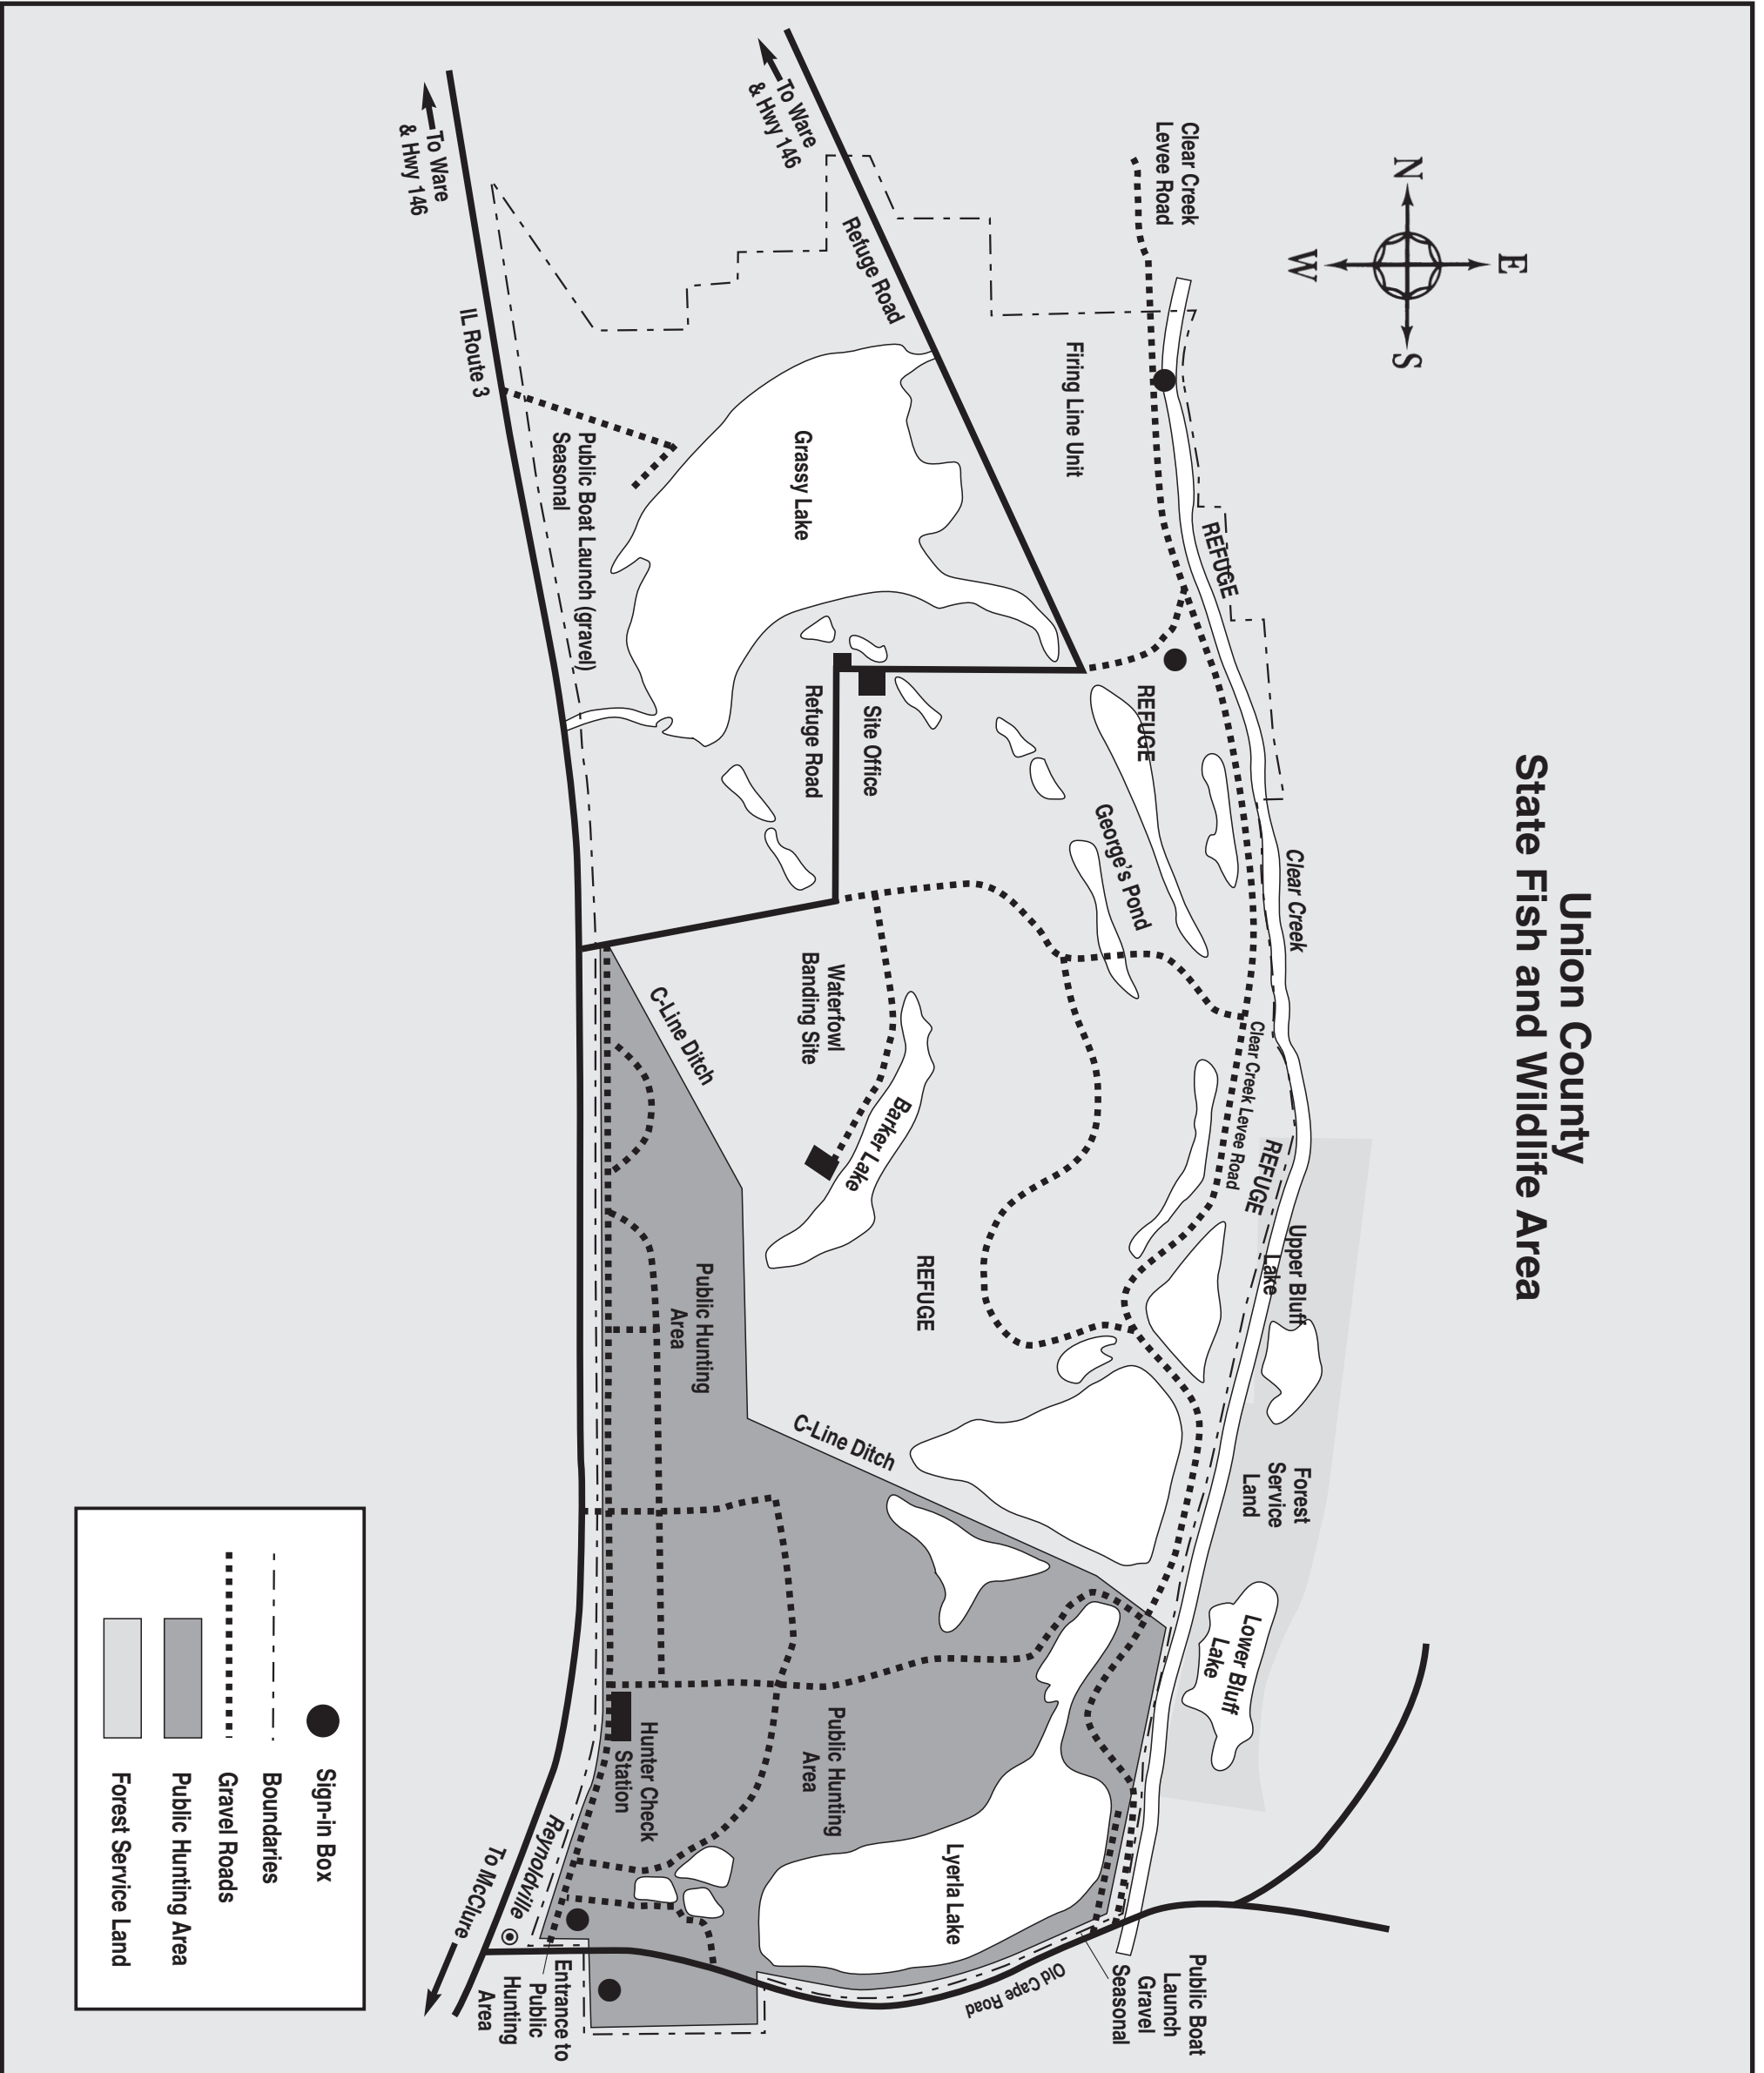 Union County
State Fish and Wildlife Area
N
E
S
W
Clear Creek
Levee Road
To Ware
& Hwy 146
To Ware
& Hwy 146
Refuge Road
IL Route 3
Firing Line Unit
Grassy Lake
Public Boat Launch (gravel)
Seasonal
REFUGE
REFUGE
Site Office
Refuge Road
George's Pond
Clear Creek
Waterfowl
Banding Site
C-Line Ditch
Barker Lake
Clear Creek Levee Road
REFUGE
Upper Bluff
Lake
REFUGE
Public Hunting
Area
C-Line Ditch
Forest
Service
Land
Lower Bluff
Lake
Public Hunting
Area
Hunter Check
Station
Lyerla Lake
Reynoldville
To McClure
Old Cape Road
Public Boat
Launch
Gravel
Seasonal
Entrance to
Public
Hunting
Area
Sign-in Box
Boundaries
Gravel Roads
Public Hunting Area
Forest Service Land